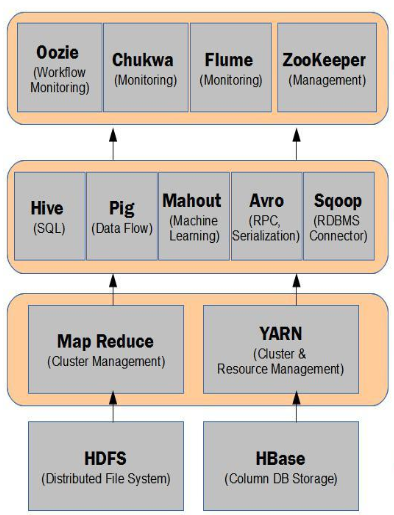 Oozie
(Workflow
Monitoring)
Chukwa
(Monitoring)
Flume
(Monitoring)
ZooKeeper
(Management)
Hive
(SQL)
Pig
(Data Flow)
Mahout
(Machine
Learning)
Avro
(RPC,
Serialization)
Sqoop
(RDBMS
Connector)
Map Reduce
(Cluster Management)
YARN
(Cluster &
Resource Management)
HDFS
(Distributed File System)
HBase
(Column DB Storage)